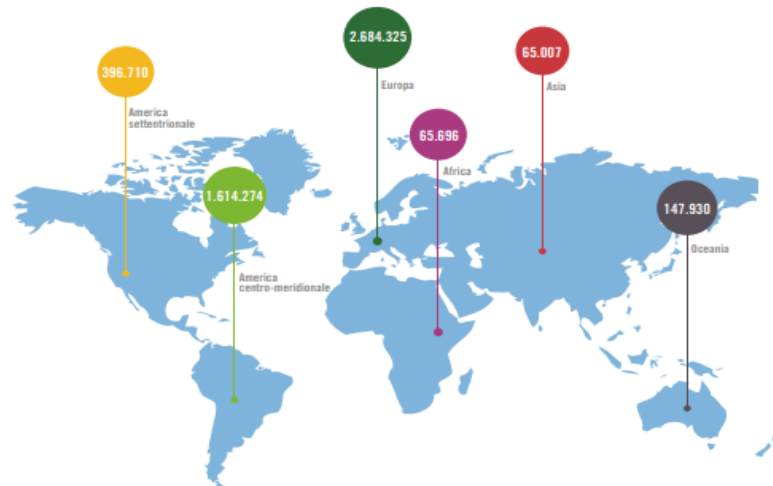 2.684.325
Europa
65.007
Asia
396.710
America
settentrionale
65.696
Africa
1.614.274
America
centro-meridionale
147.930
Oceania